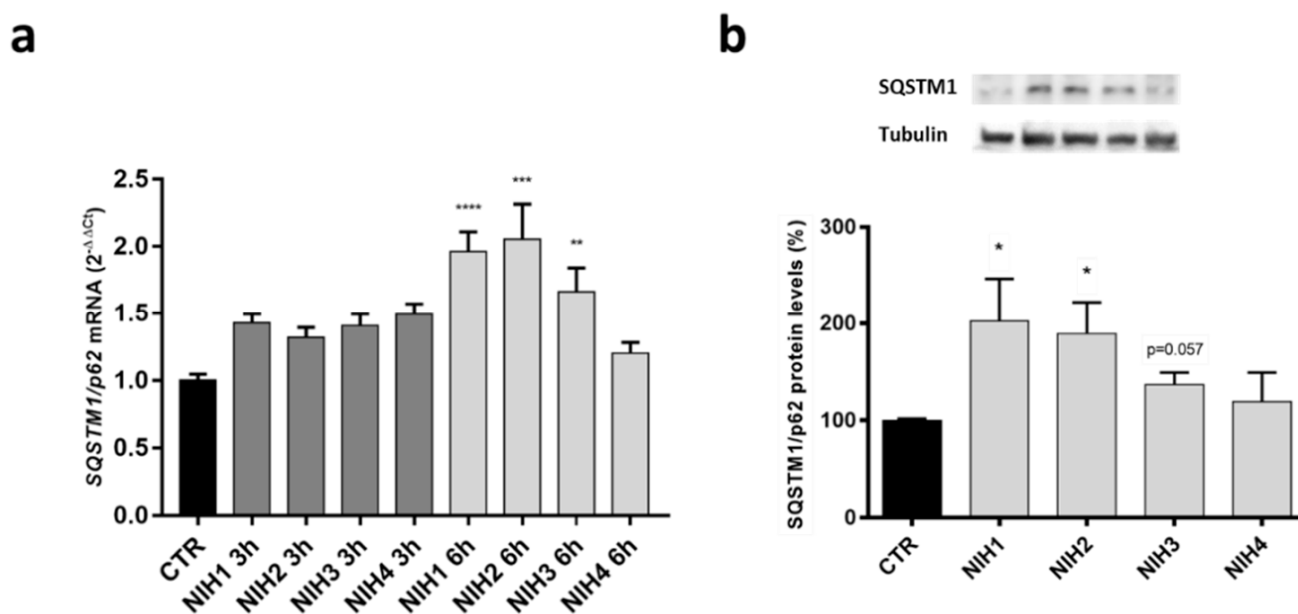 a
SQSTM1/p62 mRNA (2^-ΔΔCt)
2.5
2.0
1.5
1.0
0.5
0.0
****
***
**
CTR
NIH1 3h
NIH2 3h
NIH3 3h
NIH4 3h
NIH1 6h
NIH2 6h
NIH3 6h
NIH4 6h
b
SQSTM1
Tubulin
SQSTM1/p62 protein levels (%)
300
200
100
0
*
*
p=0.057
CTR
NIH1
NIH2
NIH3
NIH4